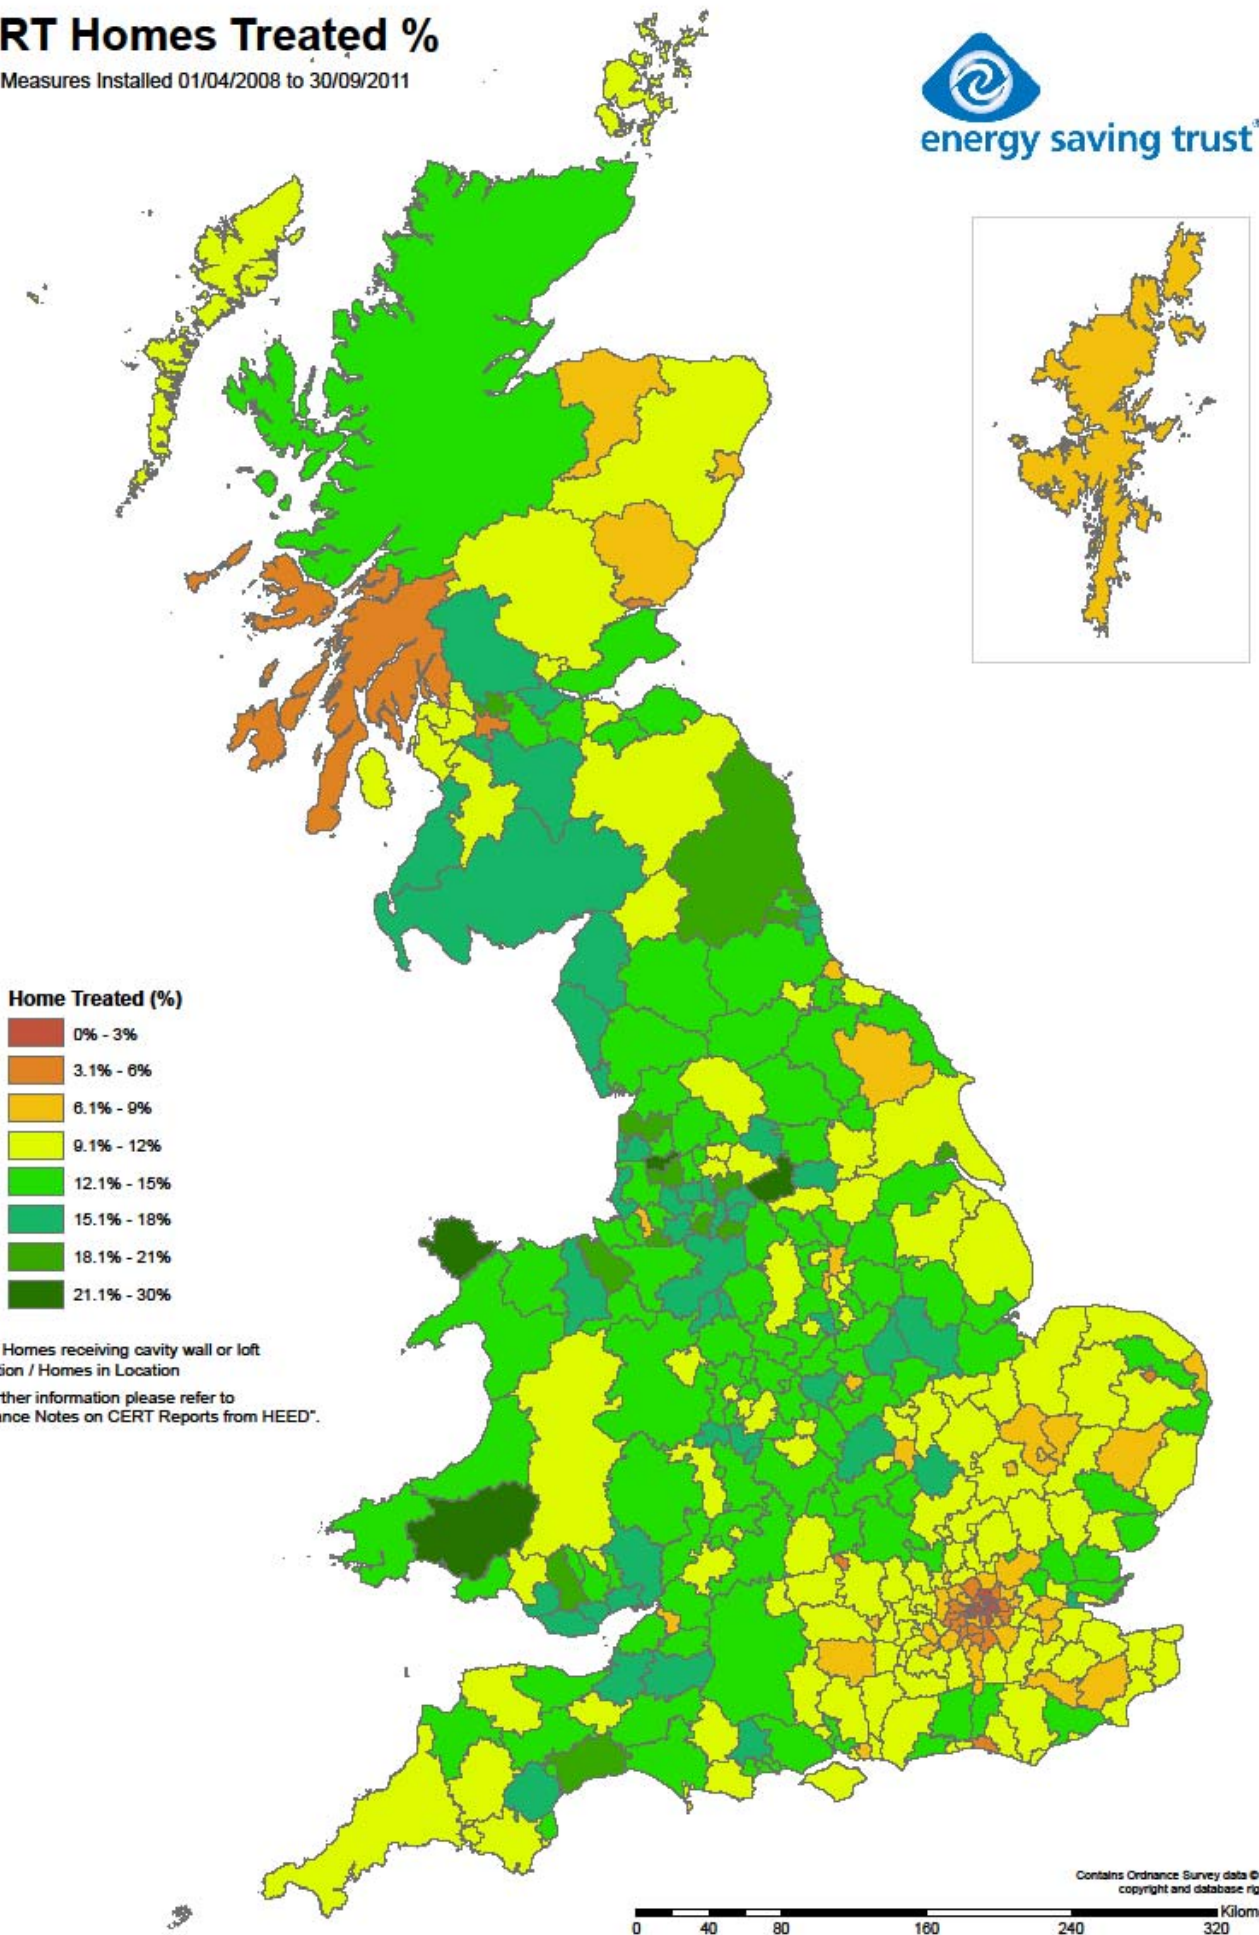 RT Homes Treated %
Measures Installed 01/04/2008 to 30/09/2011
energy saving trust®
Home Treated (%)
0% - 3%
3.1% - 6%
6.1% - 9%
9.1% - 12%
12.1% - 15%
15.1% - 18%
18.1% - 21%
21.1% - 30%
Homes receiving cavity wall or loft
tion / Homes in Location
rther information please refer to
nce Notes on CERT Reports from HEED".
Contains Ordnance Survey data ©
copyright and database rig
Kilom
0 40 80 160 240 320